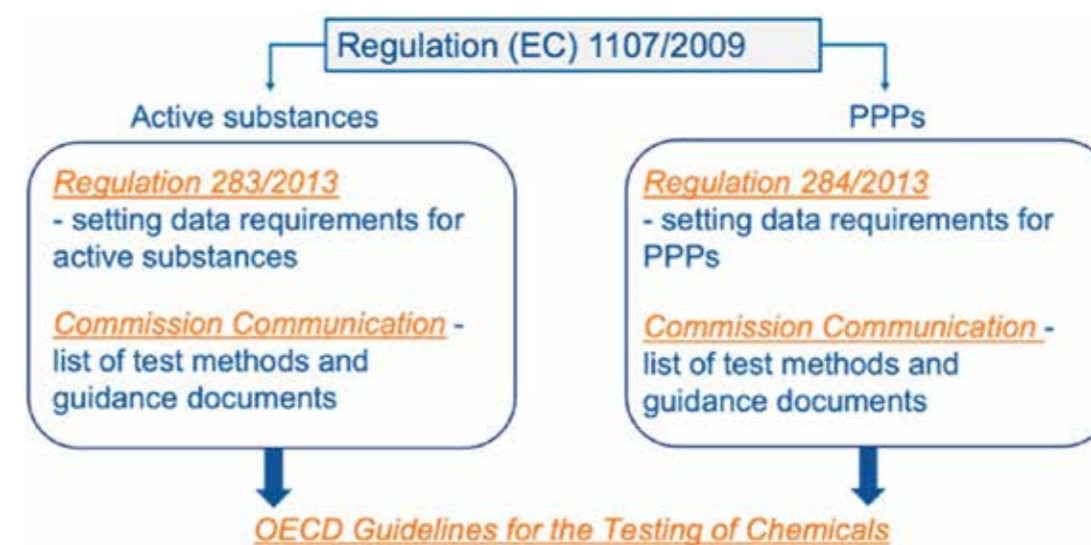 Regulation (EC) 1107/2009
Active substances
Regulation 283/2013
- setting data requirements for
active substances
Commission Communication -
list of test methods and
guidance documents
PPPs
Regulation 284/2013
- setting data requirements for
PPPs
Commission Communication -
list of test methods and
guidance documents
OECD Guidelines for the Testing of Chemicals